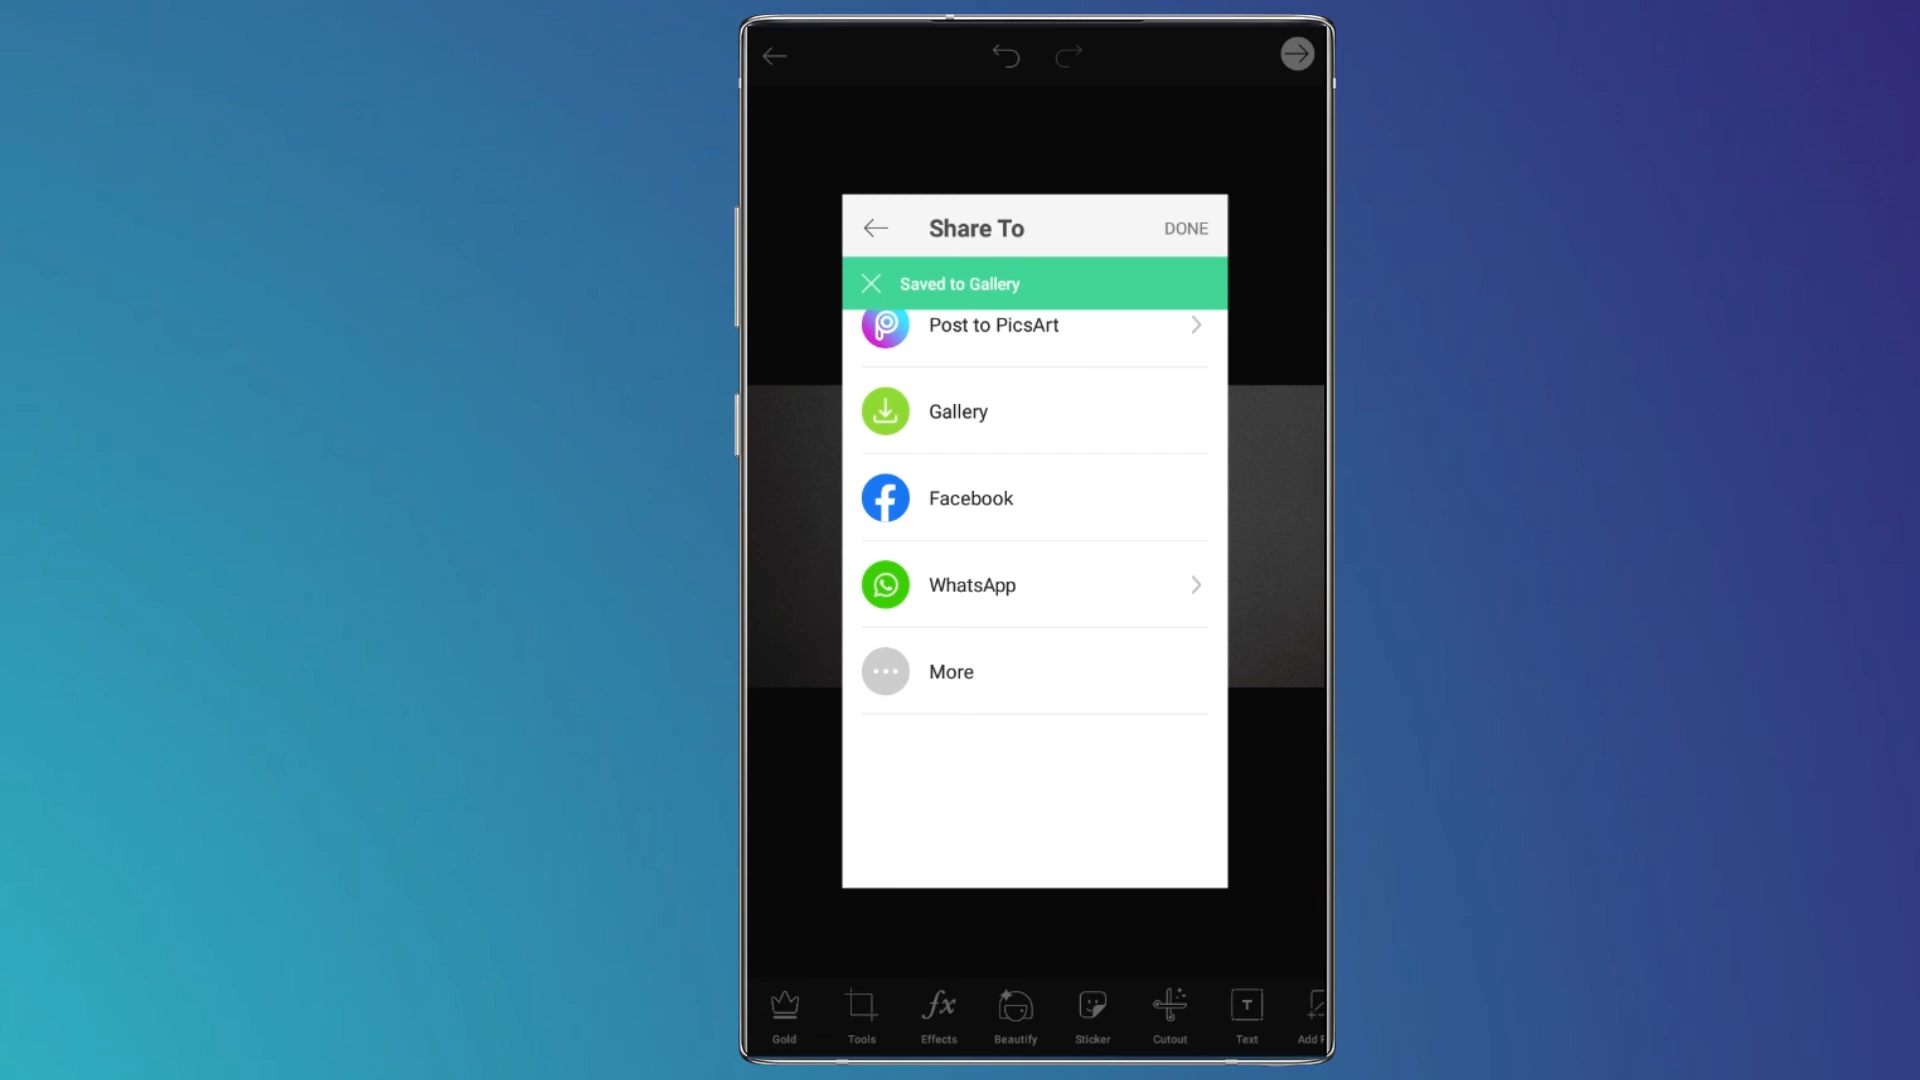 Share To
DONE
Saved to Gallery
Post to PicsArt
Gallery
Facebook
WhatsApp
More
Gold
Tools
Effects
Beautify
Sticker
Cutout
Text
Add